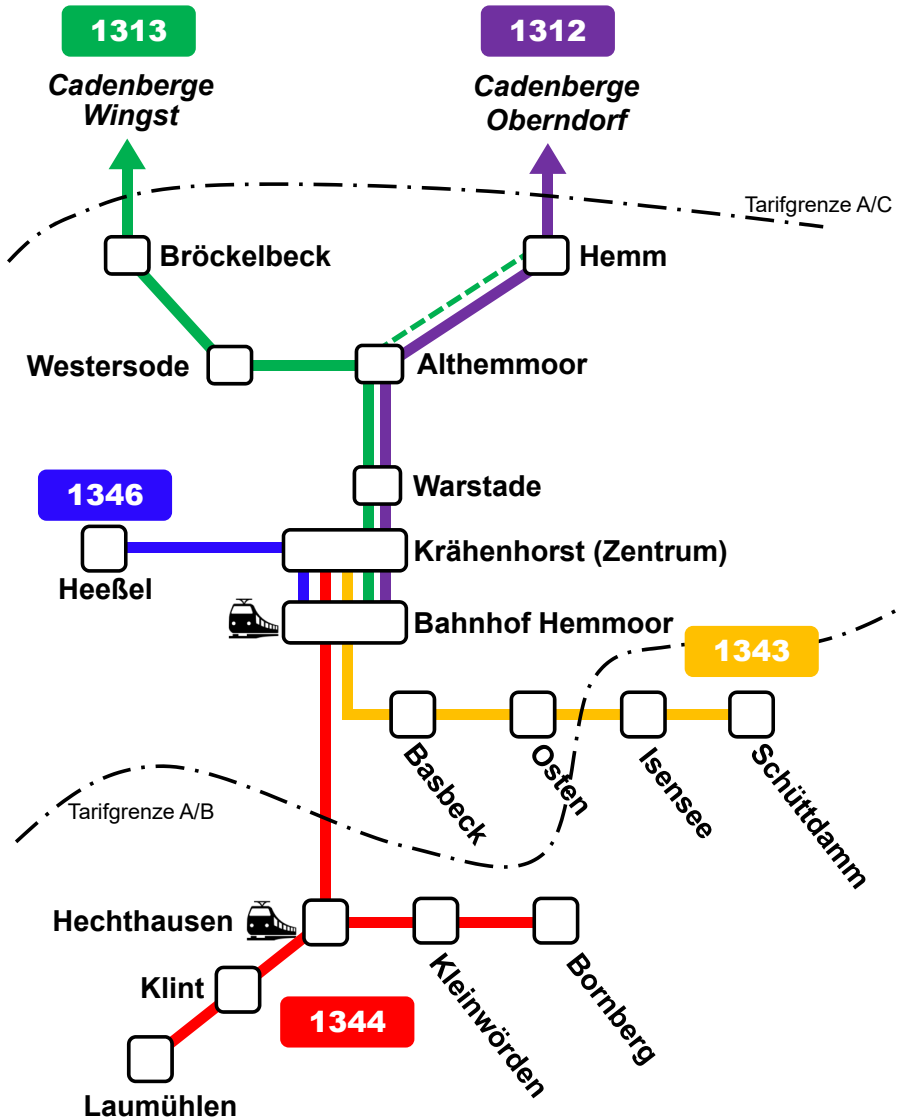 1313
1312
Cadenberge
Wingst
Cadenberge
Oberndorf
Tarifgrenze A/C
Bröckelbeck
Hemm
Westersode
Althemmoor
1346
Warstade
Krähenhorst (Zentrum)
Heeßel
Bahnhof Hemmoor
1343
Basbeck
Osten
Isensee
Schüttdamm
Tarifgrenze A/B
Hechthausen
Klint
Kleinwörden
Bornberg
1344
Laumühlen